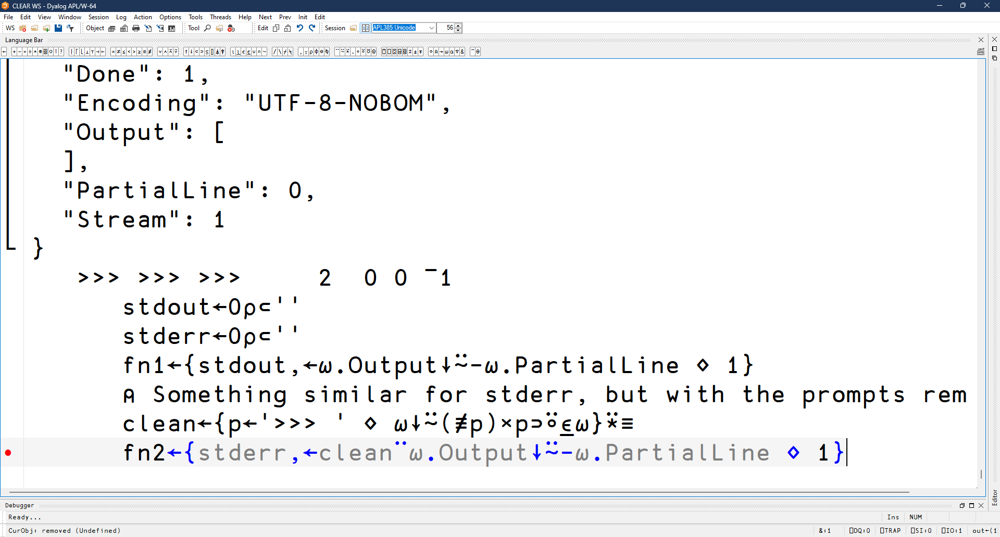 CLEAR WS - Dyalog APL/W-64
File Edit View Window Session Log Action Options Tools Threads Help Next Prev Init Edit
WS Object Tool Edit Session APL385 Unicode 56
Language Bar
"Done": 1,
"Encoding": "UTF-8-NOBOM",
"Output": [
],
"PartialLine": 0,
"Stream": 1
}
>>> >>> >>> 2 0 0 ¯1
stdout←0⍴⊂''
stderr←0⍴⊂''
fn1←{stdout,←⍵.Output↓⍨-⍵.PartialLine ⋄ 1}
⍝ Something similar for stderr, but with the prompts rem
clean←{p←'>>> ' ⋄ ⍵↓⍨(≢p)×p⊃⍤⍷⍵}⍣≡
fn2←{stderr,←clean¨⍵.Output↓⍨-⍵.PartialLine ⋄ 1}
Editor
Debugger
Ready...
Ins NUM
CurObj: removed (Undefined)
&:1 ⎕DQ:0 ⎕TRAP ⎕SI:0 ⎕IO:1 out←(1